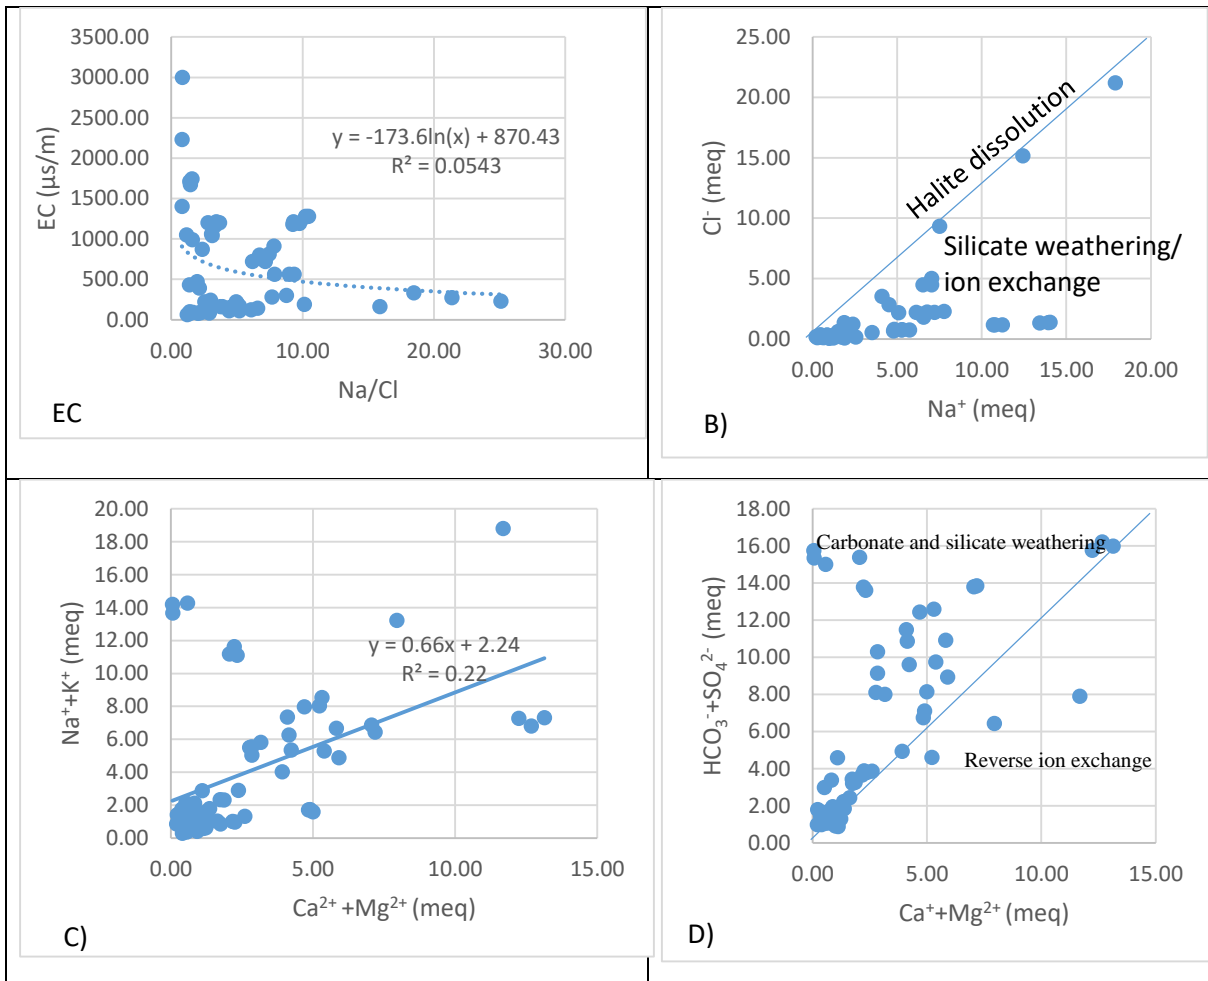 3500.00
3000.00
2500.00
2000.00
1500.00
1000.00
500.00
0.00
EC (µs/m)
y = -173.6ln(x) + 870.43
R² = 0.0543
0.00 10.00 20.00 30.00
Na/Cl
EC
25.00
20.00
15.00
10.00
5.00
0.00
Cl⁻ (meq)
Halite dissolution
Silicate weathering/
ion exchange
0.00 5.00 10.00 15.00 20.00
Na⁺ (meq)
B)
20.00
18.00
16.00
14.00
12.00
10.00
8.00
6.00
4.00
2.00
0.00
Na⁺+K⁺ (meq)
y = 0.66x + 2.24
R² = 0.22
0.00 5.00 10.00 15.00
Ca²⁺ +Mg²⁺ (meq)
C)
18.00
16.00
14.00
12.00
10.00
8.00
6.00
4.00
2.00
0.00
HCO₃⁻+SO₄²⁻ (meq)
Carbonate and silicate weathering
Reverse ion exchange
0.00 5.00 10.00 15.00
Ca⁺+Mg²⁺ (meq)
D)